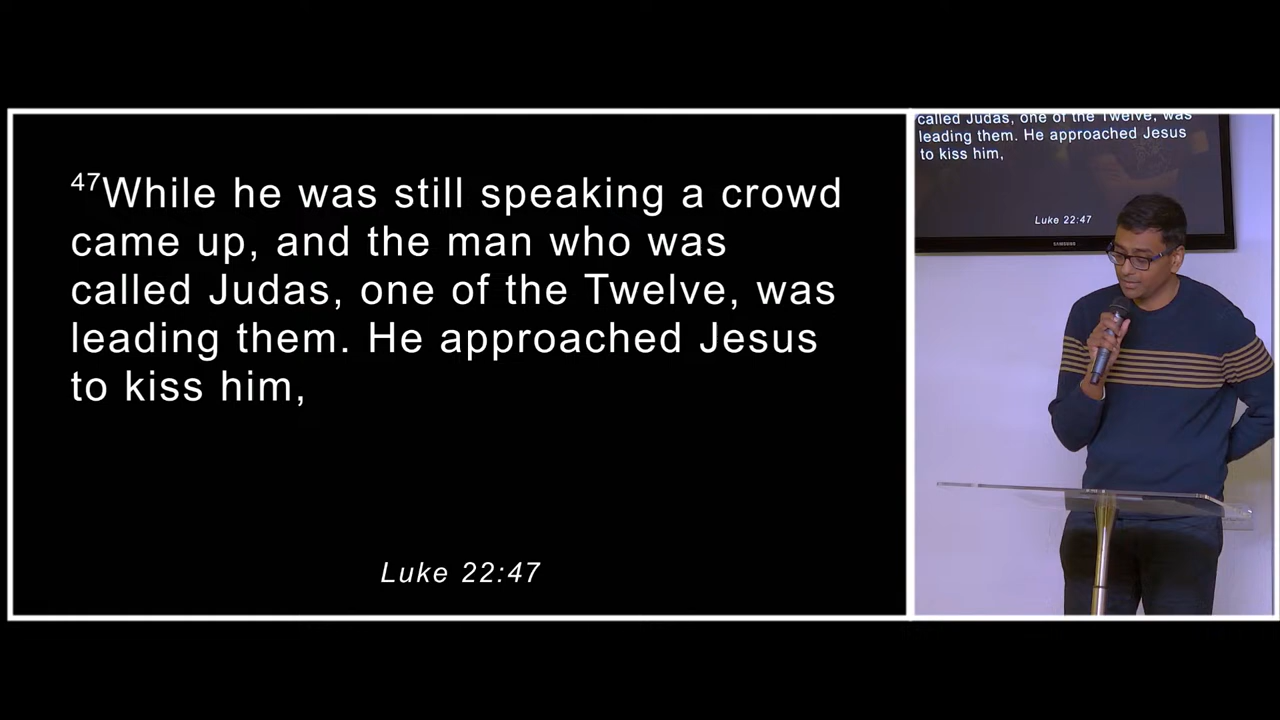 47While he was still speaking a crowd
came up, and the man who was
called Judas, one of the Twelve, was
leading them. He approached Jesus
to kiss him,
Luke 22:47
called Judas, one of the Twelve, was
leading them. He approached Jesus
to kiss him,
Luke 22:47
SAMSUNG